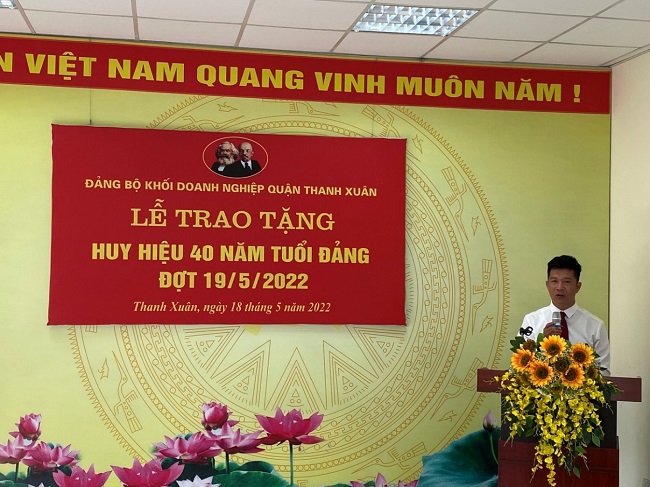 N VIỆT NAM QUANG VINH MUÔN NĂM !
ĐẢNG BỘ KHỐI DOANH NGHIỆP QUẬN THANH XUÂN
LỄ TRAO TẶNG
HUY HIỆU 40 NĂM TUỔI ĐẢNG
ĐỢT 19/5/2022
Thanh Xuân, ngày 18 tháng 5 năm 2022